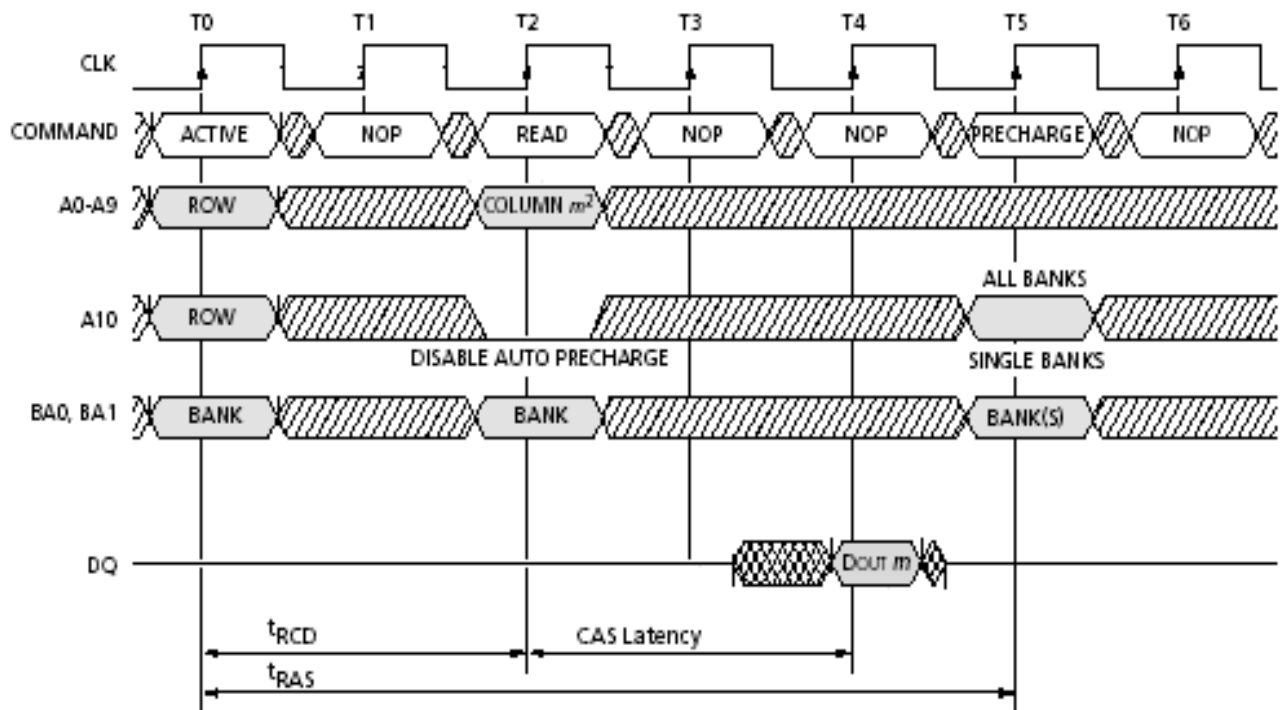 T0 T1 T2 T3 T4 T5 T6
CLK
COMMAND ACTIVE NOP READ NOP NOP PRECHARGE NOP
A0-A9 ROW COLUMN m²
ALL BANKS
A10 ROW
DISABLE AUTO PRECHARGE SINGLE BANKS
BA0, BA1 BANK BANK BANK(S)
DQ DOUT m
tRCD CAS Latency
tRAS